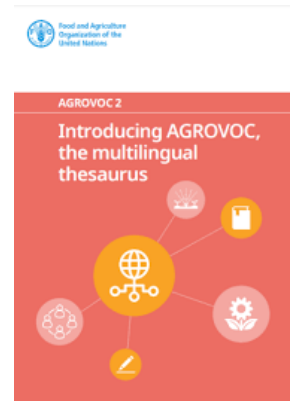 Food and Agriculture
Organization of the
United Nations
AGROVOC 2
Introducing AGROVOC,
the multilingual
thesaurus